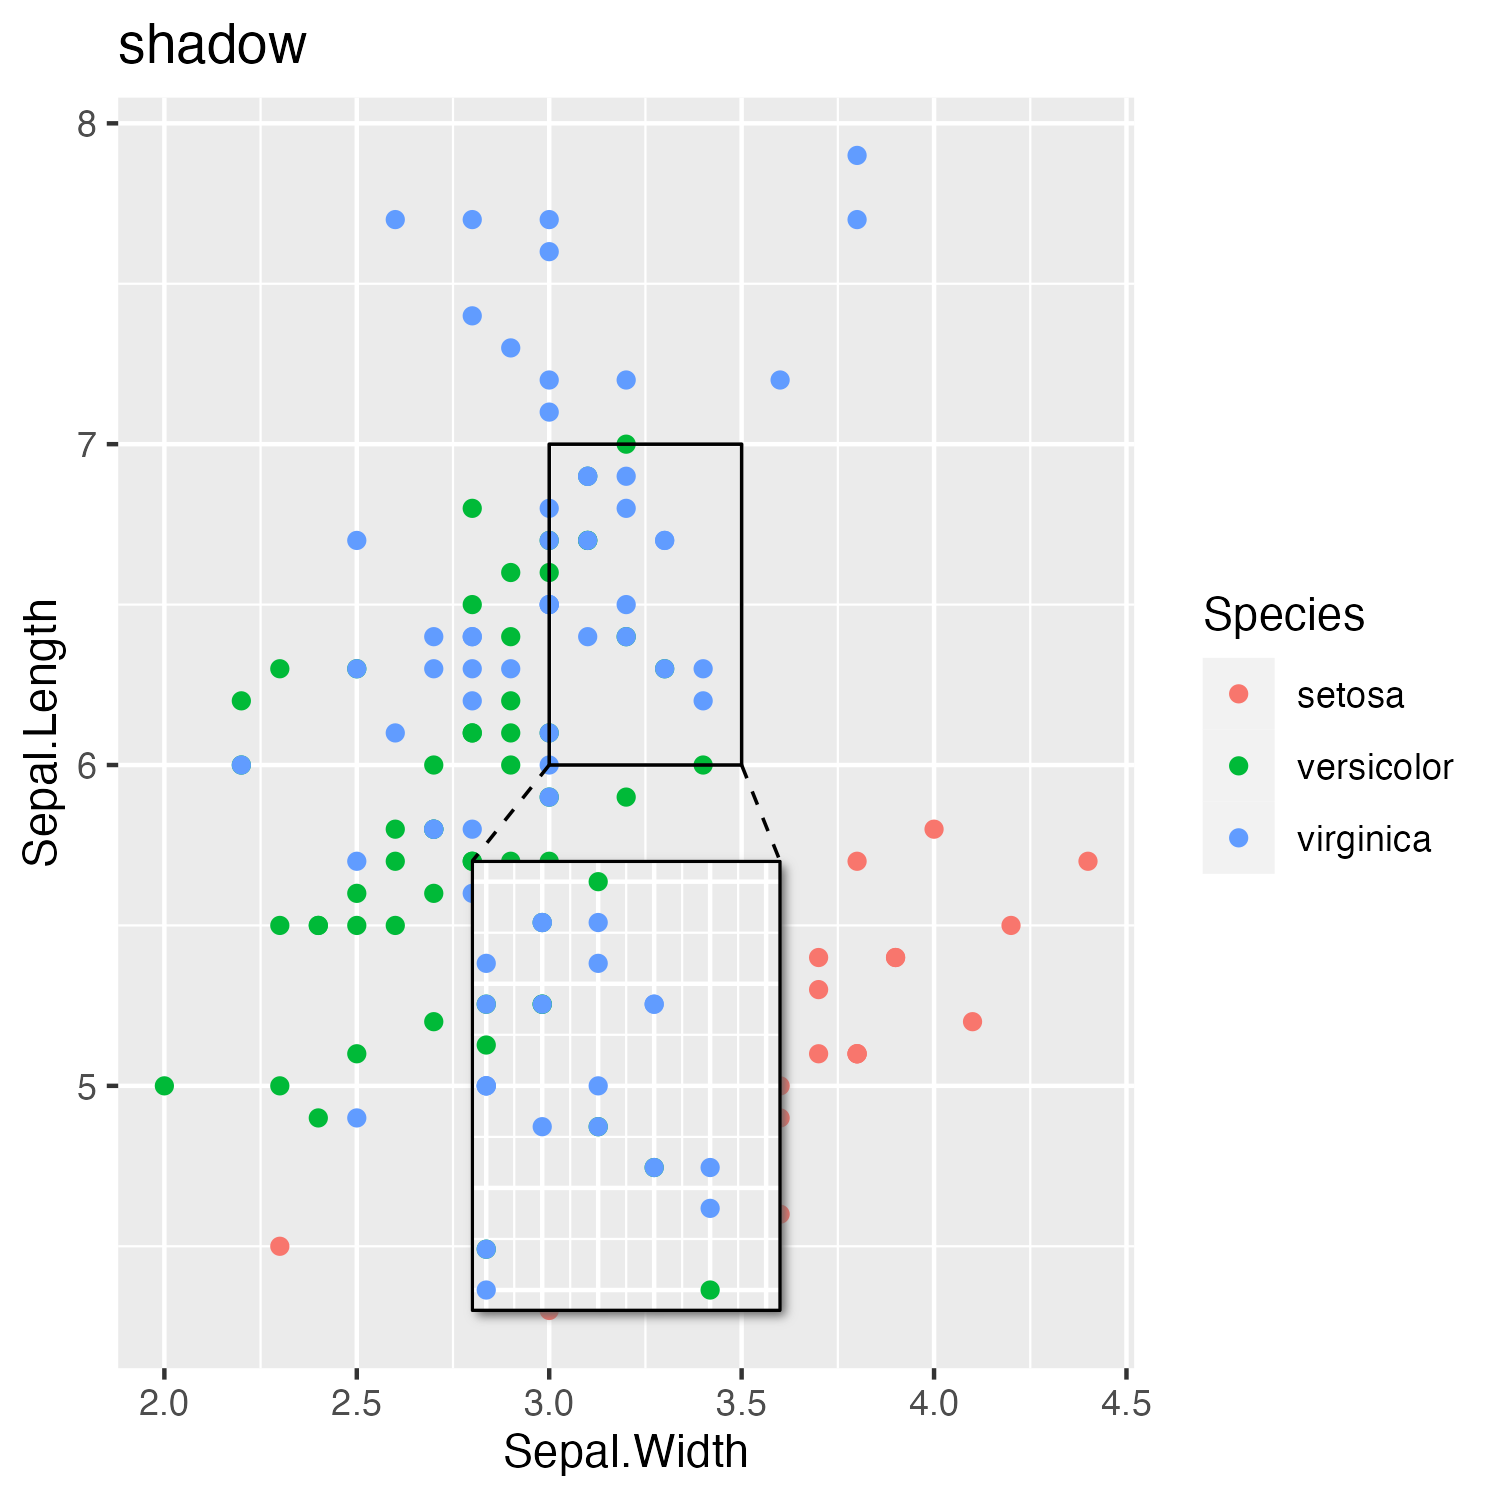 shadow
8
7
6
5
Sepal.Length
2.0 2.5 3.0 3.5 4.0 4.5
Sepal.Width
Species
setosa
versicolor
virginica